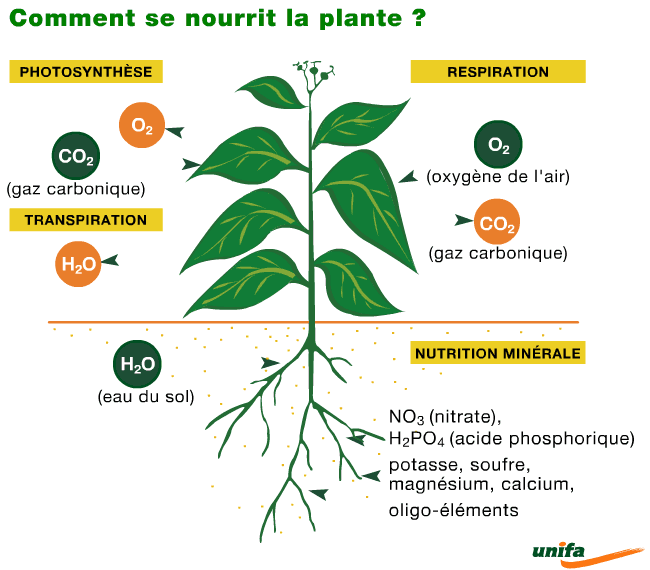 Comment se nourrit la plante ?
PHOTOSYNTHÈSE
O2
CO2
(gaz carbonique)
TRANSPIRATION
H2O
RESPIRATION
O2
(oxygène de l'air)
CO2
(gaz carbonique)
H2O
(eau du sol)
NUTRITION MINÉRALE
NO3 (nitrate),
H2PO4 (acide phosphorique)
potasse, soufre,
magnésium, calcium,
oligo-éléments
unifa